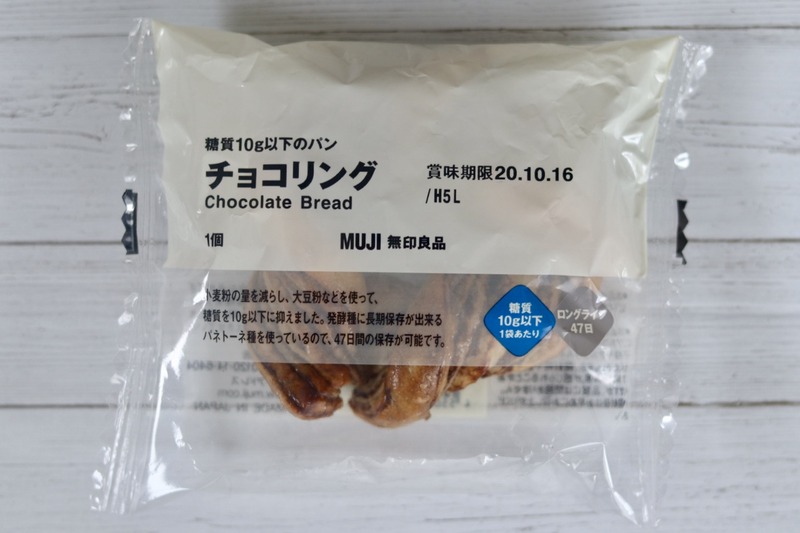 糖質10g以下のパン
チョコリング
Chocolate Bread
賞味期限20.10.16
/H5L
1個
MUJI 無印良品
小麦粉の量を減らし、大豆粉などを使って、
糖質を10g以下に抑えました。発酵種に長期保存が出来る
パネトーネ種を使っているので、47日間の保存が可能です。
糖質
10g以下
1袋あたり
ロングライフ
47日